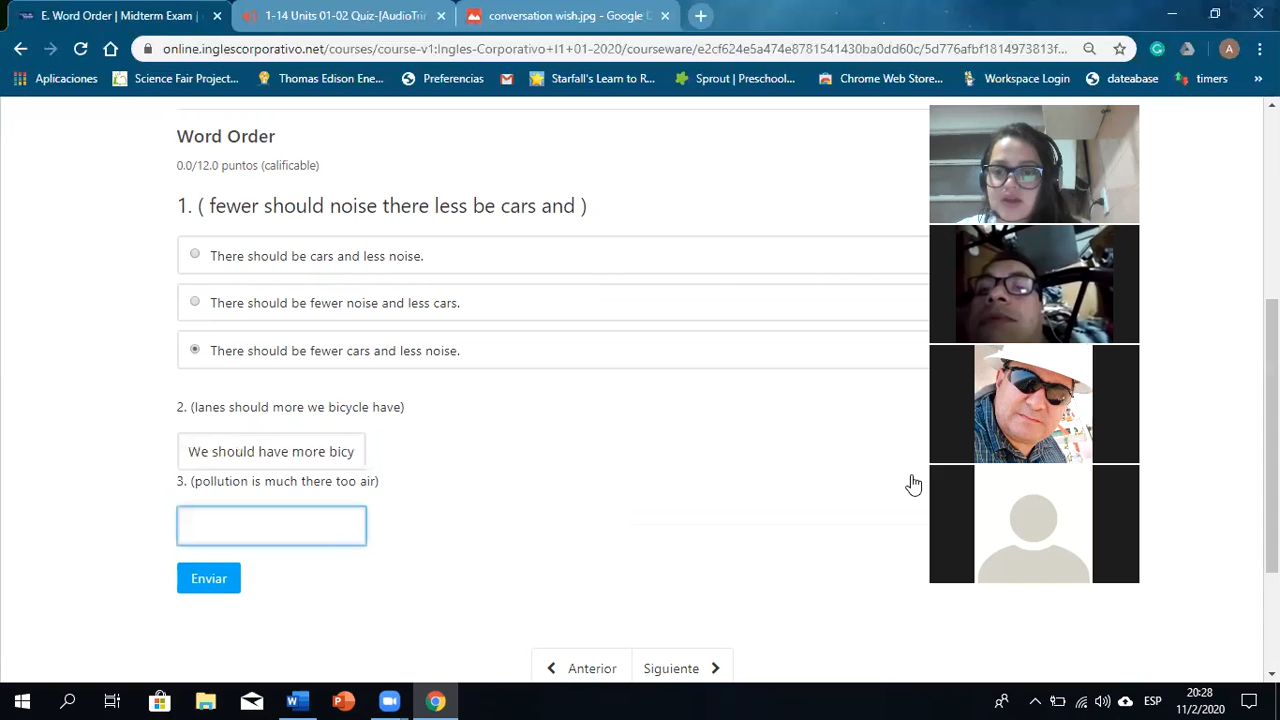 E. Word Order | Midterm Exam |
1-14 Units 01-02 Quiz-[AudioTrim
conversation wish.jpg - Google D
online.inglescorporativo.net/courses/course-v1:Ingles-Corporativo+I1+01-2020/courseware/e2cf624e5a474e8781541430ba0dd60c/5d776afbf1814973813f...
A
Aplicaciones Science Fair Project... Thomas Edison Ene... Preferencias Starfall's Learn to R... Sprout | Preschool... Chrome Web Store... Workspace Login dateabase timers »
Word Order
0.0/12.0 puntos (calificable)
1. ( fewer should noise there less be cars and )
There should be cars and less noise.
There should be fewer noise and less cars.
There should be fewer cars and less noise.
2. (lanes should more we bicycle have)
We should have more bicy
3. (pollution is much there too air)
Enviar
Anterior Siguiente
ESP
20:28
11/2/2020